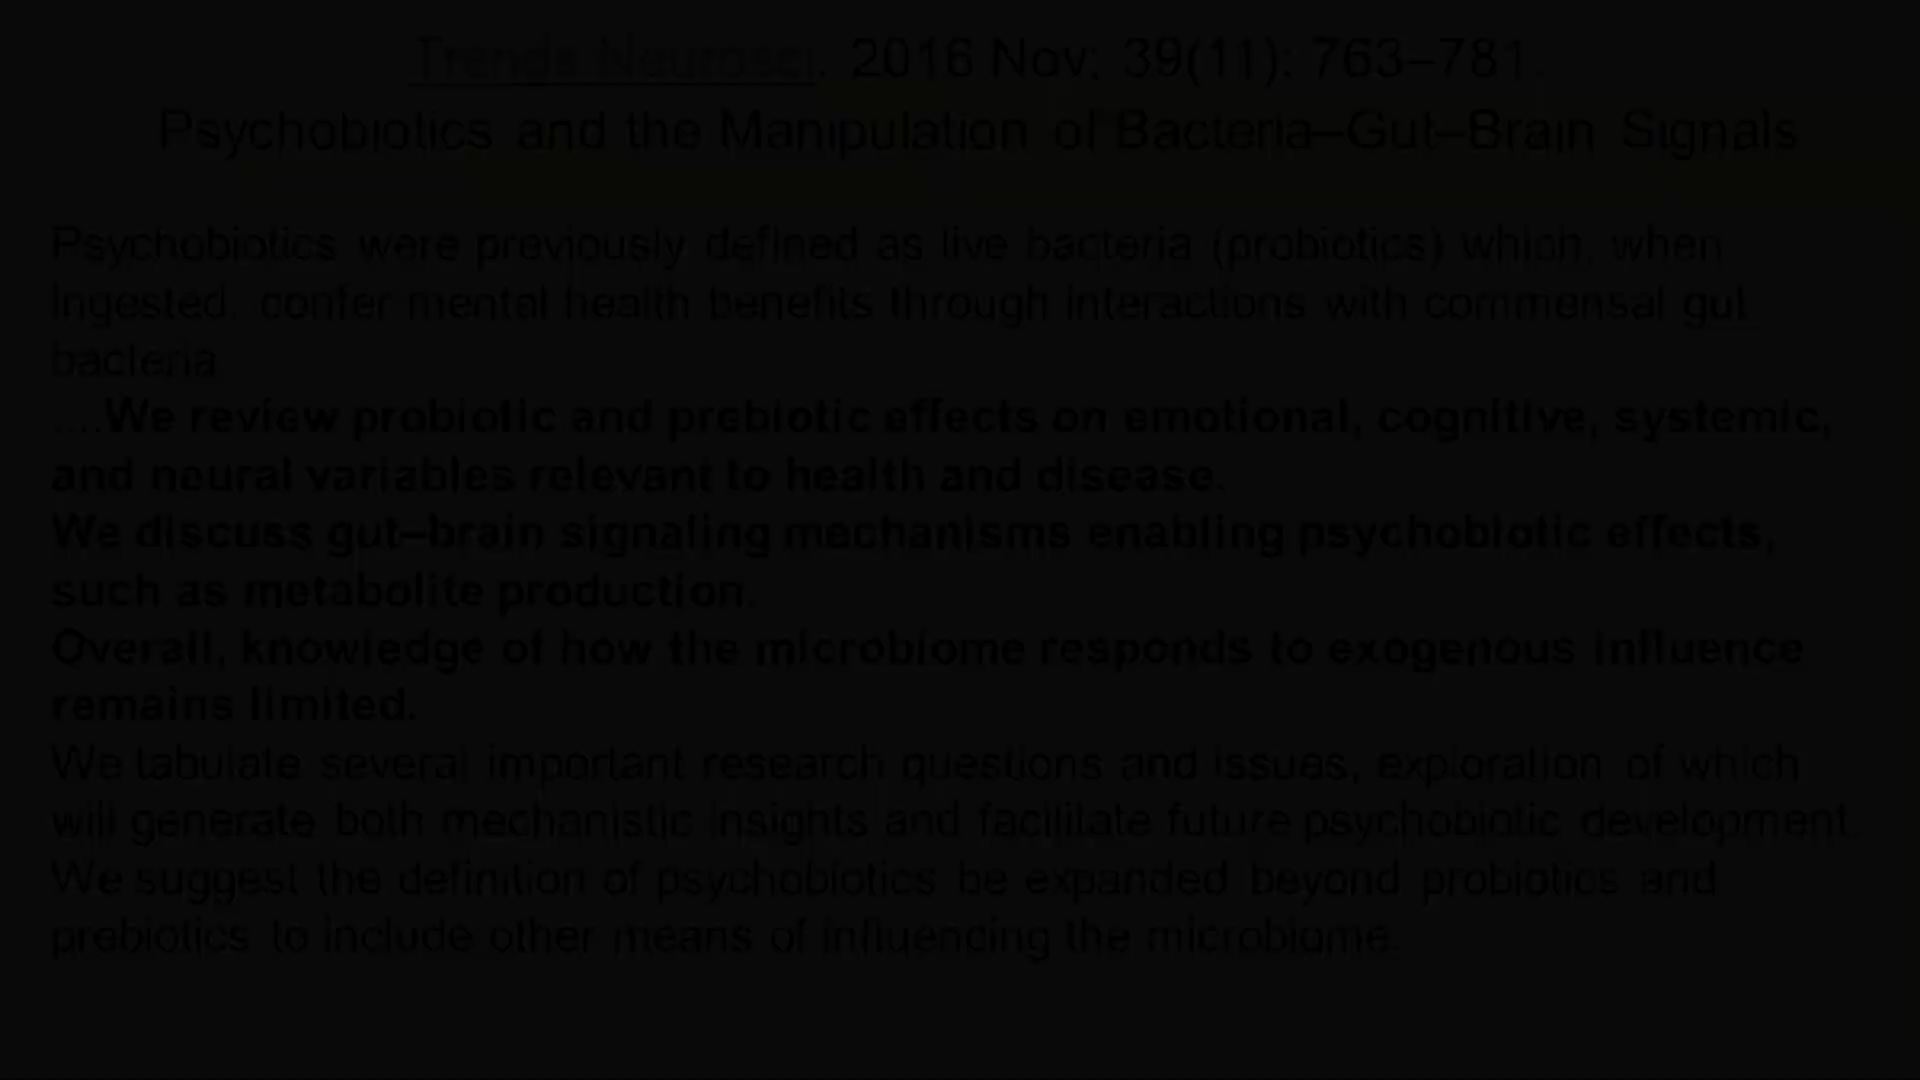 Trends Neurosci. 2016 Nov; 39(11): 763–781.
Psychobiotics and the Manipulation of Bacteria–Gut–Brain Signals
Psychobiotics were previously defined as live bacteria (probiotics) which, when
ingested, confer mental health benefits through interactions with commensal gut
bacteria
....We review probiotic and prebiotic effects on emotional, cognitive, systemic,
and neural variables relevant to health and disease.
We discuss gut–brain signaling mechanisms enabling psychobiotic effects,
such as metabolite production.
Overall, knowledge of how the microbiome responds to exogenous influence
remains limited.
We tabulate several important research questions and issues, exploration of which
will generate both mechanistic insights and facilitate future psychobiotic development.
We suggest the definition of psychobiotics be expanded beyond probiotics and
prebiotics to include other means of influencing the microbiome.